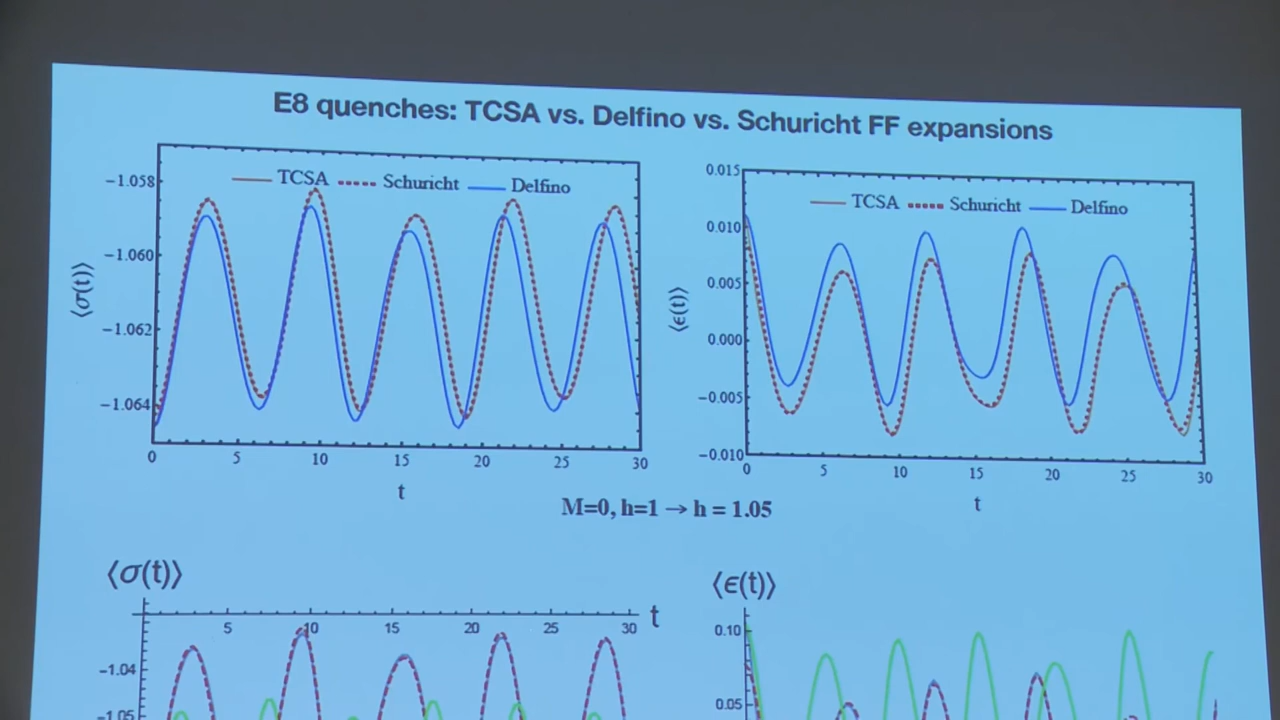 E8 quenches: TCSA vs. Delfino vs. Schuricht FF expansions
TCSA Schuricht Delfino
−1.058
−1.060
−1.062
−1.064
⟨σ(t)⟩
0 5 10 15 20 25 30
t
TCSA Schuricht Delfino
0.015
0.010
0.005
0.000
−0.005
−0.010
⟨ϵ(t)⟩
0 5 10 15 20 25 30
t
M=0, h=1 → h = 1.05
⟨σ(t)⟩
5 10 15 20 25 30 t
−1.04
−1.05
⟨ϵ(t)⟩
0.10
0.05